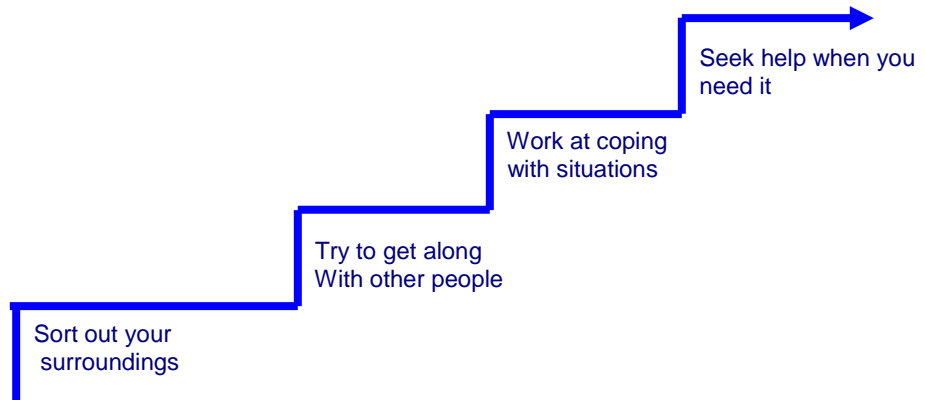 Seek help when you
need it
Work at coping
with situations
Try to get along
With other people
Sort out your
surroundings